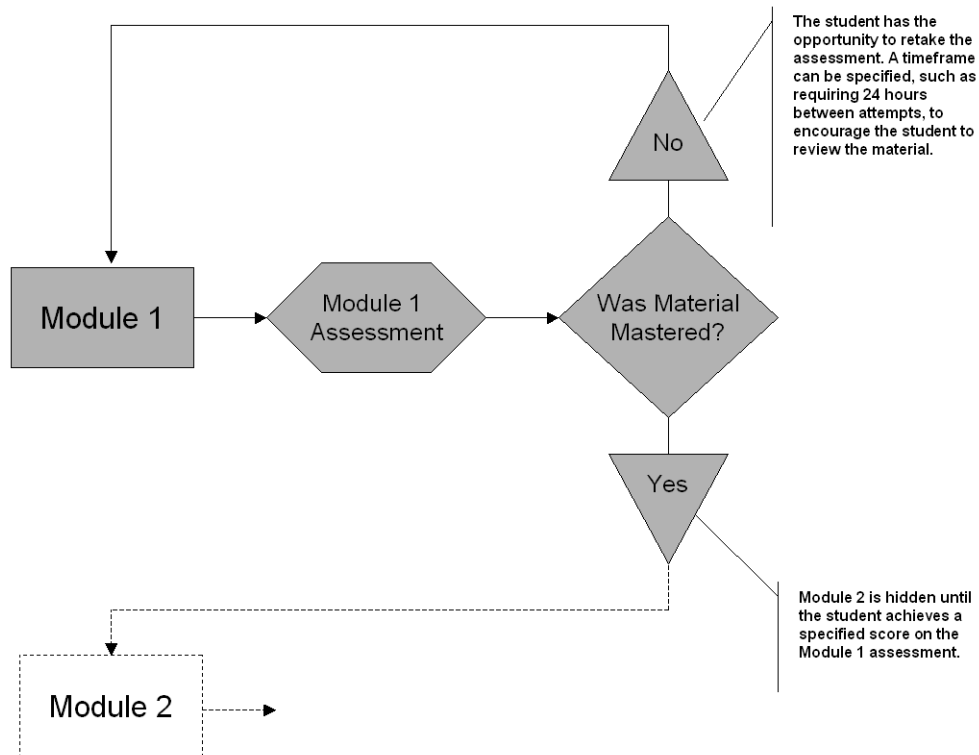 The student has the
opportunity to retake the
assessment. A timeframe
can be specified, such as
requiring 24 hours
between attempts, to
encourage the student to
review the material.
No
Module 1
Module 1
Assessment
Was Material
Mastered?
Yes
Module 2 is hidden until
the student achieves a
specified score on the
Module 1 assessment.
Module 2